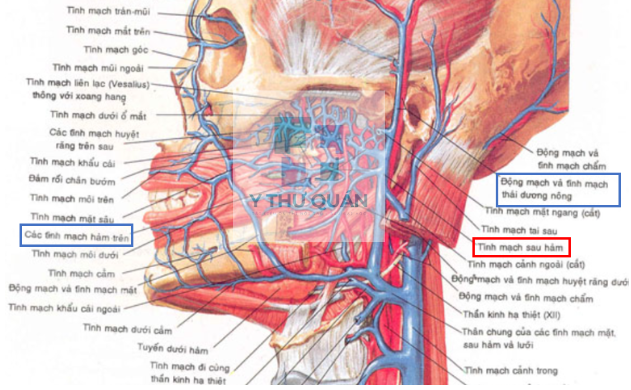 Tĩnh mạch trán-mũi
Tĩnh mạch mắt trên
Tĩnh mạch góc
Tĩnh mạch mũi ngoài
Tĩnh mạch liên lạc (Vesalius)
thông với xoang hang
Tĩnh mạch dưới ổ mắt
Các tĩnh mạch huyệt
răng trên sau
Tĩnh mạch khẩu cái
Đám rối chân bướm
Tĩnh mạch môi trên
Tĩnh mạch mặt sâu
Các tĩnh mạch hàm trên
Tĩnh mạch môi dưới
Tĩnh mạch cằm
Động mạch và tĩnh mạch mặt
Tĩnh mạch khẩu cái ngoài
Tĩnh mạch dưới cằm
Tuyến dưới hàm
Tĩnh mạch đi cùng
thần kinh hạ thiệt
Y THƯ QUÁN
Động mạch và
tĩnh mạch chẩm
Động mạch và tĩnh mạch
thái dương nông
Tĩnh mạch mặt ngang (cắt)
Tĩnh mạch tai sau
Tĩnh mạch sau hàm
Tĩnh mạch cảnh ngoài (cắt)
Động mạch và tĩnh mạch huyệt răng dưới
Động mạch và tĩnh mạch chẩm
Thần kinh hạ thiệt (XII)
Thân chung của các tĩnh mạch mặt.
sau hàm và lưỡi
Tĩnh mạch cảnh trong